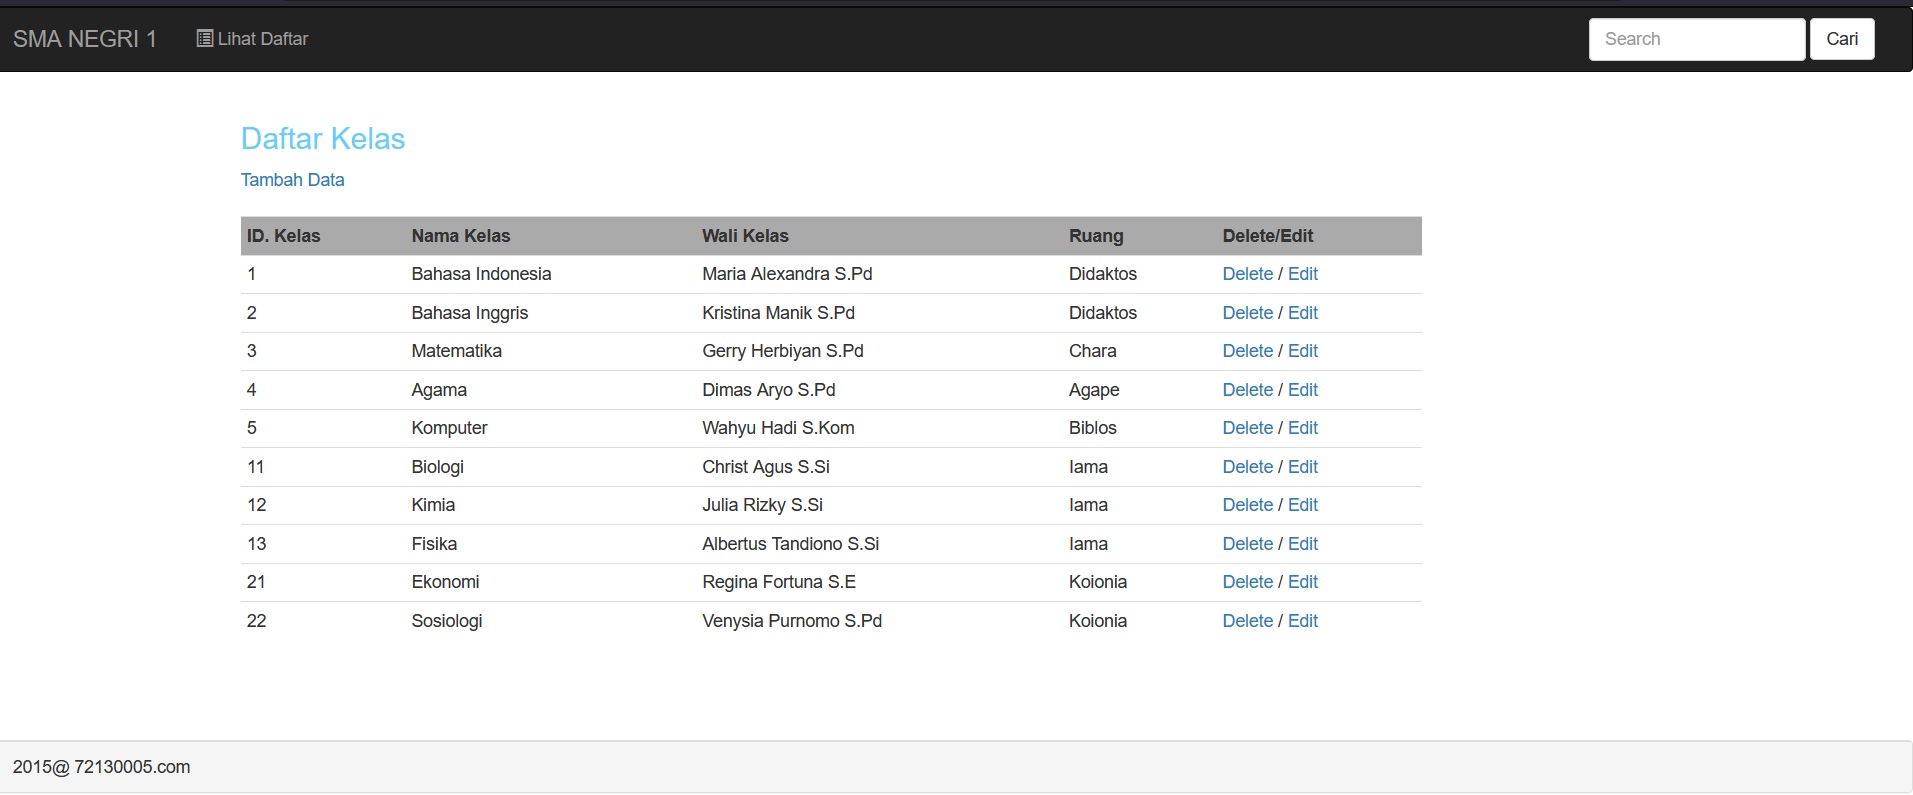 SMA NEGRI 1 Lihat Daftar Search Cari
Daftar Kelas
Tambah Data
ID. Kelas Nama Kelas Wali Kelas Ruang Delete/Edit
1 Bahasa Indonesia Maria Alexandra S.Pd Didaktos Delete / Edit
2 Bahasa Inggris Kristina Manik S.Pd Didaktos Delete / Edit
3 Matematika Gerry Herbiyan S.Pd Chara Delete / Edit
4 Agama Dimas Aryo S.Pd Agape Delete / Edit
5 Komputer Wahyu Hadi S.Kom Biblos Delete / Edit
11 Biologi Christ Agus S.Si Iama Delete / Edit
12 Kimia Julia Rizky S.Si Iama Delete / Edit
13 Fisika Albertus Tandiono S.Si Iama Delete / Edit
21 Ekonomi Regina Fortuna S.E Koionia Delete / Edit
22 Sosiologi Venysia Purnomo S.Pd Koionia Delete / Edit
2015@ 72130005.com